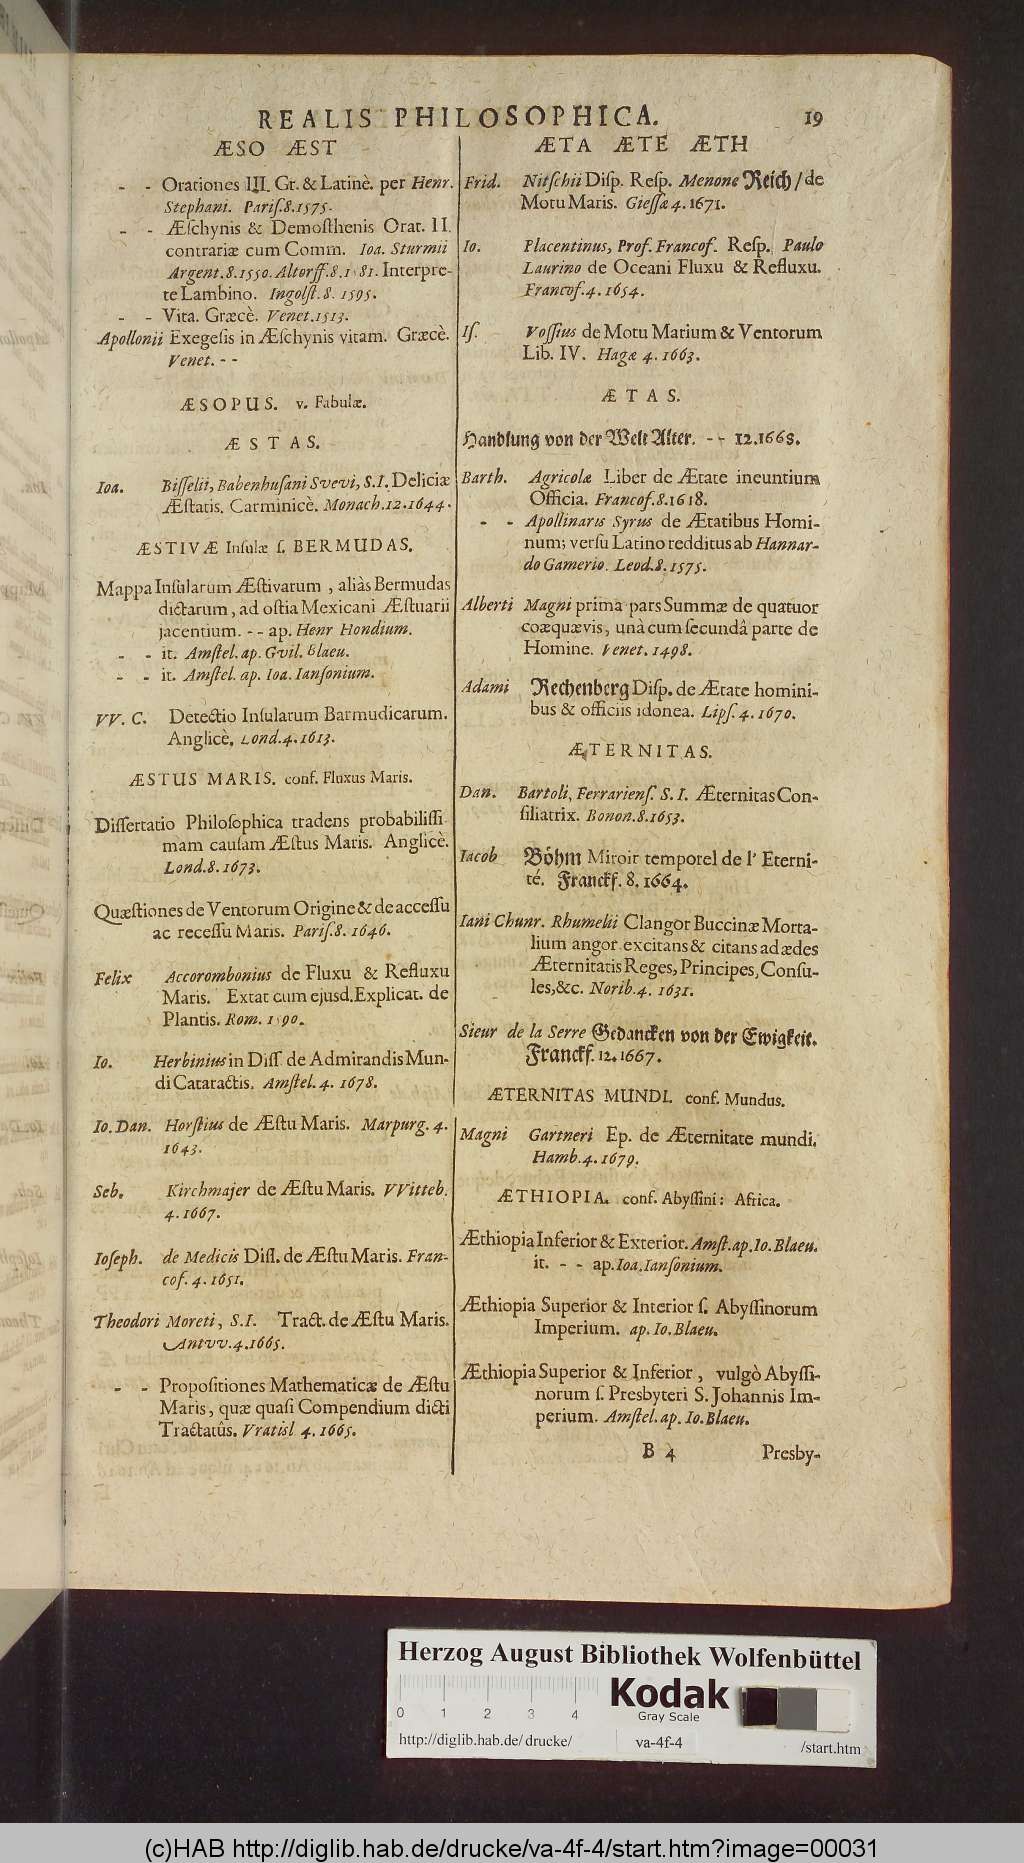 REALIS PHILOSOPHICA. 19
ÆSO ÆST
- - Orationes III. Gr. & Latinè. per Henr.
Stephani. Pariſ.8.1575.
- - Æſchynis & Demoſthenis Orat. II.
contrariæ cum Comm. Ioa. Sturmii
Argent.8.1550. Altorff.8.1581. Interpre-
te Lambino. Ingolſt.8. 1595.
- - Vita. Græcè. Venet.1513.
Apollonii Exegeſis in Æſchynis vitam. Græcè.
Venet. - -
ÆSOPUS. v. Fabulæ.
ÆSTAS.
Ioa. Biſſelii, Babenhuſani Svevi, S.I. Deliciæ
Æſtatis. Carminicè. Monach.12.1644.
ÆSTIVÆ Inſulæ ſ. BERMUDAS.
Mappa Inſularum Æſtivarum, aliàs Bermudas
dictarum, ad oſtia Mexicani Æſtuarii
jacentium. - - ap. Henr Hondium.
- - it. Amſtel. ap. Gvil. Blaeu.
- - it. Amſtel. ap. Ioa. Ianſonium.
VV. C. Detectio Inſularum Barmudicarum.
Anglicè. Lond.4.1613.
ÆSTUS MARIS. conf. Fluxus Maris.
Diſſertatio Philoſophica tradens probabiliſſi
mam cauſam Æſtus Maris. Anglicè.
Lond.8.1673.
Quæſtiones de Ventorum Origine & de acceſſu
ac receſſu Maris. Pariſ.8. 1646.
Felix Accorombonius de Fluxu & Refluxu
Maris. Extat cum ejusd. Explicat. de
Plantis. Rom. 1590.
Io. Herbinius in Diſſ. de Admirandis Mun-
di Cataractis. Amſtel.4. 1678.
Io. Dan. Horſtius de Æſtu Maris. Marpurg. 4.
1643.
Seb. Kirchmajer de Æſtu Maris. VVitteb.
4.1667.
Ioſeph. de Medicis Diſſ. de Æſtu Maris. Fran-
cof. 4. 1651.
Theodori Moreti, S.I. Tract. de Æſtu Maris.
Antvv.4.1665.
- - Propoſitiones Mathematicæ de Æſtu
Maris, quæ quaſi Compendium dicti
Tractatûs. Vratisl 4. 1665.
ÆTA ÆTE ÆTH
Frid. Nitſchii Diſp. Reſp. Menone Reich / de
Motu Maris. Gieſſæ 4. 1671.
Io. Placentinus, Prof. Francof. Reſp. Paulo
Laurino de Oceani Fluxu & Refluxu.
Francof.4. 1654.
Iſ. Voſſius de Motu Marium & Ventorum
Lib. IV. Hagæ 4. 1663.
ÆTAS.
Handlung von der Welt Alter. - - 12.1668.
Barth. Agricolæ Liber de Ætate ineuntium
Officia. Francof.8.1618.
- - Apollinaris Syrus de Ætatibus Homi-
num; verſu Latino redditus ab Hannar-
do Gamerio. Leod.8. 1575.
Alberti Magni prima pars Summæ de quatuor
coæquævis, unà cum ſecundâ parte de
Homine. Venet. 1498.
Adami Rechenberg Diſp. de Ætate homini-
bus & officiis idonea. Lipſ. 4. 1670.
ÆTERNITAS.
Dan. Bartoli, Ferrarienſ. S. I. Æternitas Con-
ſiliatrix. Bonon.8.1653.
Iacob Böhm Miroir temporel de l' Eterni-
té. Franckf. 8. 1664.
Iani Chunr. Rhumelii Clangor Buccinæ Morta-
lium angor excitans & citans ad ædes
Æternitatis Reges, Principes, Conſu-
les, &c. Norib.4. 1631.
Sieur de la Serre Gedancken von der Ewigkeit.
Franckf. 12.1667.
ÆTERNITAS MUNDI. conf. Mundus.
Magni Gartneri Ep. de Æternitate mundi.
Hamb.4.1679.
ÆTHIOPIA. conf. Abyſſini: Africa.
Æthiopia Inferior & Exterior. Amſt.ap.Io.Blaeu.
it. - - ap. Ioa. Ianſonium.
Æthiopia Superior & Interior ſ. Abyſſinorum
Imperium. ap. Io. Blaeu.
Æthiopia Superior & Inferior, vulgò Abyſſi-
norum ſ. Presbyteri S. Johannis Im-
perium. Amſtel. ap. Io. Blaeu.
B 4 Presby-
Herzog August Bibliothek Wolfenbüttel
0 1 2 3 4
Kodak
Gray Scale
http://diglib.hab.de/drucke/ va-4f-4 /start.htm
(c)HAB http://diglib.hab.de/drucke/va-4f-4/start.htm?image=00031